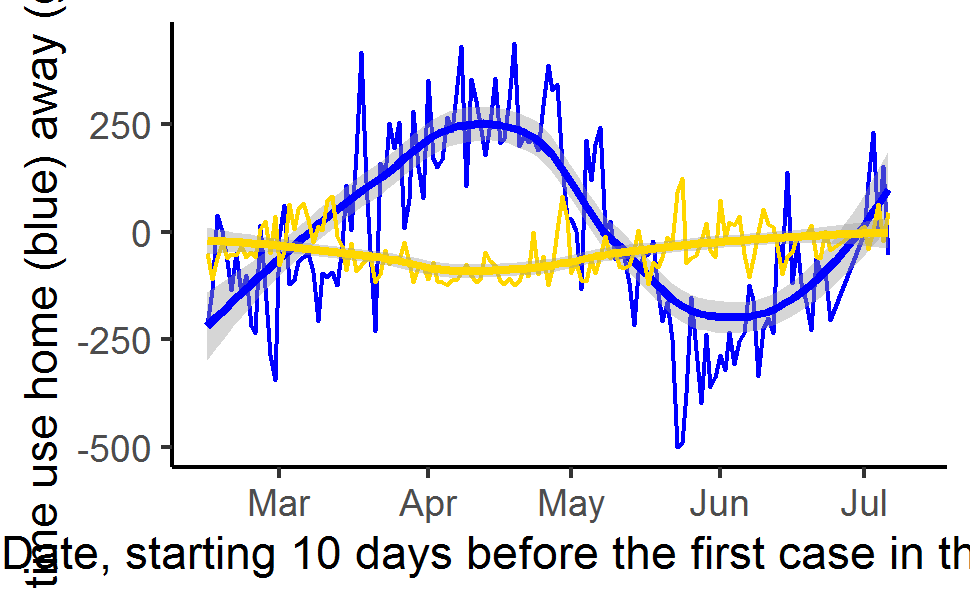 time use home (blue) away (
250
0
-250
-500
Mar Apr May Jun Jul
Date, starting 10 days before the first case in th